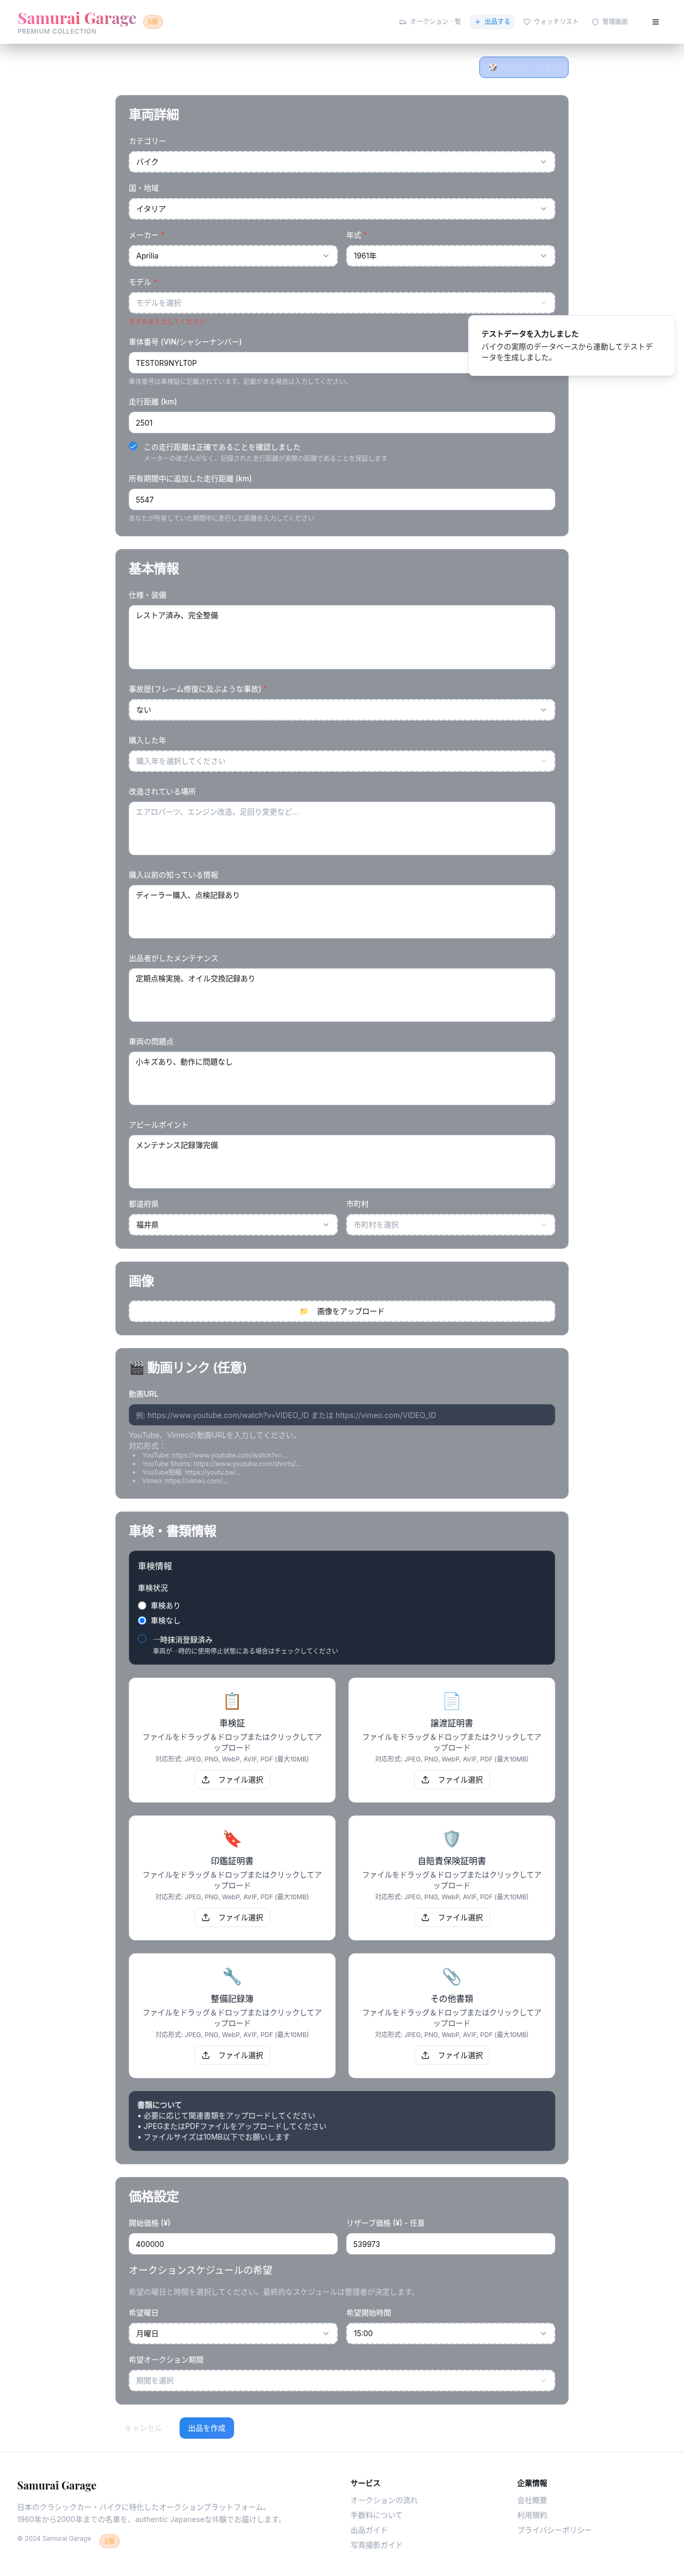 Samurai Garage
PREMIUM COLLECTION
β版
オークション一覧
出品する
ウォッチリスト
管理画面
車両詳細
カテゴリー
バイク
国・地域
イタリア
メーカー *
年式 *
Aprilia
1961年
モデル *
モデルを選択
モデルを入力してください
テストデータを入力しました
バイクの実際のデータベースから連動してテストデ
ータを生成しました。
車体番号 (VIN/シャシーナンバー)
TEST0R9NYLT0P
車体番号は車検証に記載されています。記載がある場合は入力してください。
走行距離 (km)
2501
この走行距離は正確であることを確認しました
メーターの改ざんがなく、記録された走行距離が実際の距離であることを保証します
所有期間中に追加した走行距離 (km)
5547
あなたが所有していた期間中に走行した距離を入力してください
基本情報
仕様・装備
レストア済み、完全整備
事故歴(フレーム修復に及ぶような事故) *
ない
購入した年
購入年を選択してください
改造されている場所
エアロパーツ、エンジン改造、足回り変更など...
購入以前の知っている情報
ディーラー購入、点検記録あり
出品者がしたメンテナンス
定期点検実施、オイル交換記録あり
車両の問題点
小キズあり、動作に問題なし
アピールポイント
メンテナンス記録簿完備
都道府県
市町村
福井県
市町村を選択
画像
画像をアップロード
動画リンク (任意)
動画URL
例: https://www.youtube.com/watch?v=VIDEO_ID または https://vimeo.com/VIDEO_ID
YouTube、Vimeoの動画URLを入力してください。
対応形式：
• YouTube: https://www.youtube.com/watch?v=...
• YouTube Shorts: https://www.youtube.com/shorts/...
• YouTube短縮: https://youtu.be/...
• Vimeo: https://vimeo.com/...
車検・書類情報
車検情報
車検状況
車検あり
車検なし
一時抹消登録済み
車両が一時的に使用停止状態にある場合はチェックしてください
車検証
ファイルをドラッグ＆ドロップまたはクリックしてア
ップロード
対応形式: JPEG, PNG, WebP, AVIF, PDF (最大10MB)
ファイル選択
譲渡証明書
ファイルをドラッグ＆ドロップまたはクリックしてア
ップロード
対応形式: JPEG, PNG, WebP, AVIF, PDF (最大10MB)
ファイル選択
印鑑証明書
ファイルをドラッグ＆ドロップまたはクリックしてア
ップロード
対応形式: JPEG, PNG, WebP, AVIF, PDF (最大10MB)
ファイル選択
自賠責保険証明書
ファイルをドラッグ＆ドロップまたはクリックしてア
ップロード
対応形式: JPEG, PNG, WebP, AVIF, PDF (最大10MB)
ファイル選択
整備記録簿
ファイルをドラッグ＆ドロップまたはクリックしてア
ップロード
対応形式: JPEG, PNG, WebP, AVIF, PDF (最大10MB)
ファイル選択
その他書類
ファイルをドラッグ＆ドロップまたはクリックしてア
ップロード
対応形式: JPEG, PNG, WebP, AVIF, PDF (最大10MB)
ファイル選択
書類について
• 必要に応じて関連書類をアップロードしてください
• JPEGまたはPDFファイルをアップロードしてください
• ファイルサイズは10MB以下でお願いします
価格設定
開始価格 (¥)
リザーブ価格 (¥) - 任意
400000
539973
オークションスケジュールの希望
希望の曜日と時間を選択してください。最終的なスケジュールは管理者が決定します。
希望曜日
希望開始時間
月曜日
15:00
希望オークション期間
期間を選択
キャンセル
出品を作成
Samurai Garage
日本のクラシックカー・バイクに特化したオークションプラットフォーム。
1960年から2000年までの名車を、authentic Japaneseな体験でお届けします。
© 2024 Samurai Garage
β版
サービス
オークションの流れ
手数料について
出品ガイド
写真撮影ガイド
企業情報
会社概要
利用規約
プライバシーポリシー